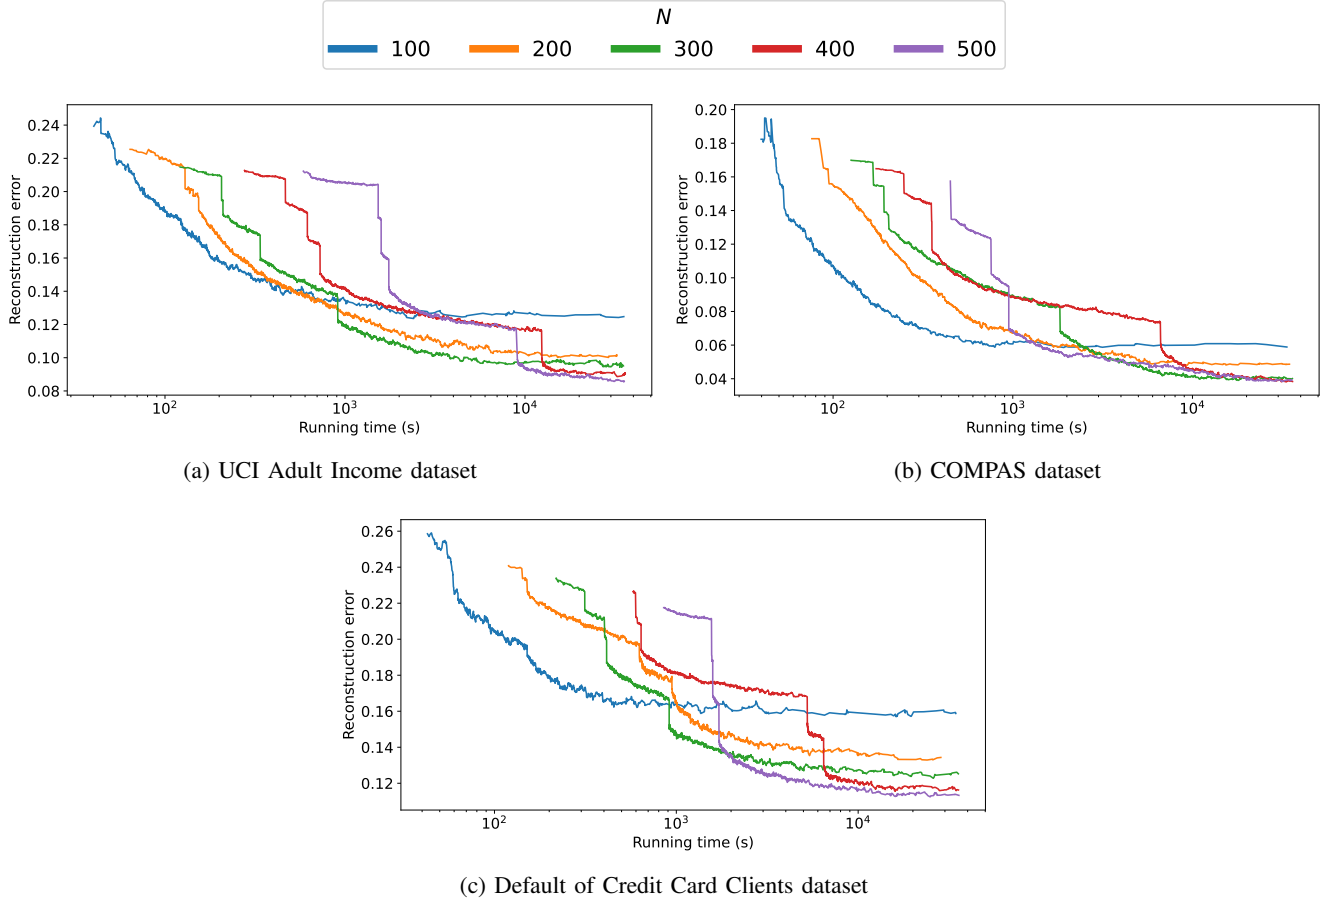 N
100 200 300 400 500
0.24
0.22
0.20
0.18
0.16
0.14
0.12
0.10
0.08
Reconstruction error
10² 10³ 10⁴
Running time (s)
(a) UCI Adult Income dataset
0.20
0.18
0.16
0.14
0.12
0.10
0.08
0.06
0.04
Reconstruction error
10² 10³ 10⁴
Running time (s)
(b) COMPAS dataset
0.26
0.24
0.22
0.20
0.18
0.16
0.14
0.12
Reconstruction error
10² 10³ 10⁴
Running time (s)
(c) Default of Credit Card Clients dataset